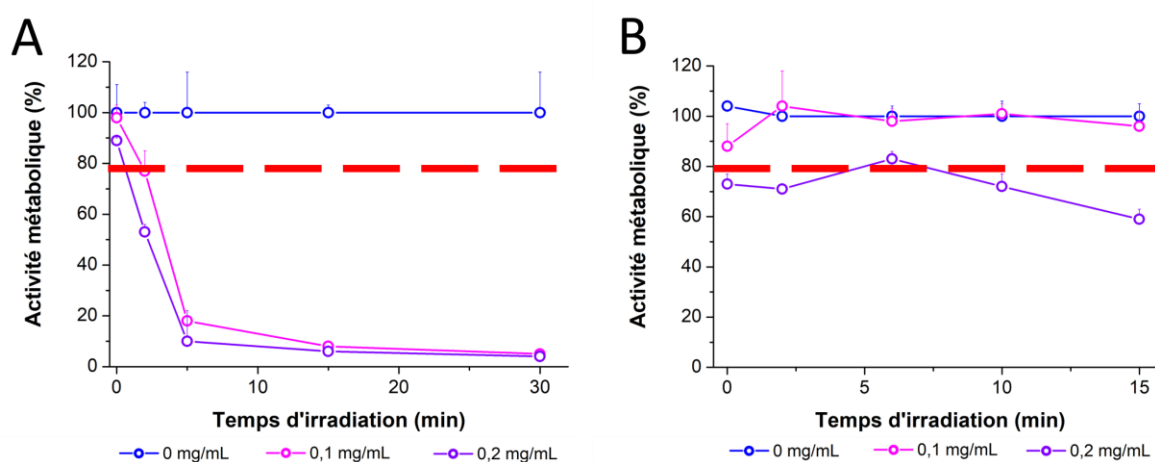 A
120
100
80
60
40
20
0
Activité métabolique (%)
0 10 20 30
Temps d'irradiation (min)
0 mg/mL 0,1 mg/mL 0,2 mg/mL
B
120
100
80
60
40
20
0
Activité métabolique (%)
0 5 10 15
Temps d'irradiation (min)
0 mg/mL 0,1 mg/mL 0,2 mg/mL